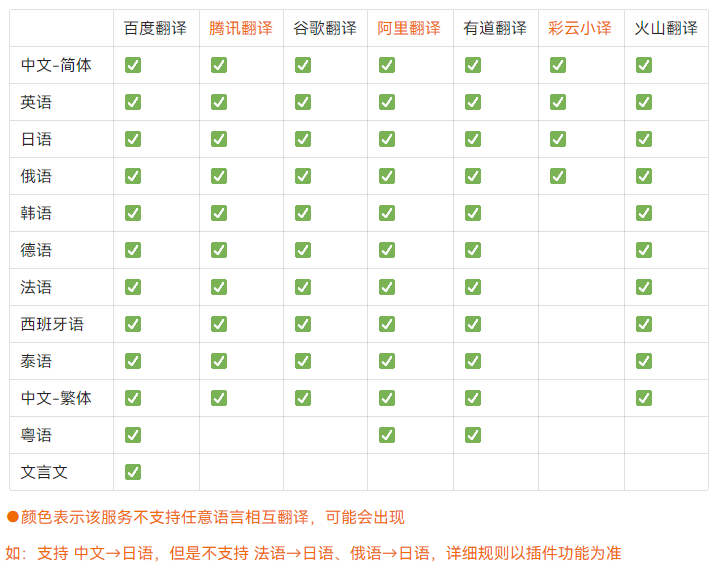 百度翻译 腾讯翻译 谷歌翻译 阿里翻译 有道翻译 彩云小译 火山翻译
中文-简体 ✅ ✅ ✅ ✅ ✅ ✅ ✅
英语 ✅ ✅ ✅ ✅ ✅ ✅ ✅
日语 ✅ ✅ ✅ ✅ ✅ ✅ ✅
俄语 ✅ ✅ ✅ ✅ ✅ ✅ ✅
韩语 ✅ ✅ ✅ ✅ ✅ ✅
德语 ✅ ✅ ✅ ✅ ✅ ✅
法语 ✅ ✅ ✅ ✅ ✅ ✅
西班牙语 ✅ ✅ ✅ ✅ ✅ ✅
泰语 ✅ ✅ ✅ ✅ ✅ ✅
中文-繁体 ✅ ✅ ✅ ✅ ✅ ✅
粤语 ✅ ✅ ✅
文言文 ✅
●颜色表示该服务不支持任意语言相互翻译，可能会出现
如：支持 中文→日语，但是不支持 法语→日语、俄语→日语，详细规则以插件功能为准